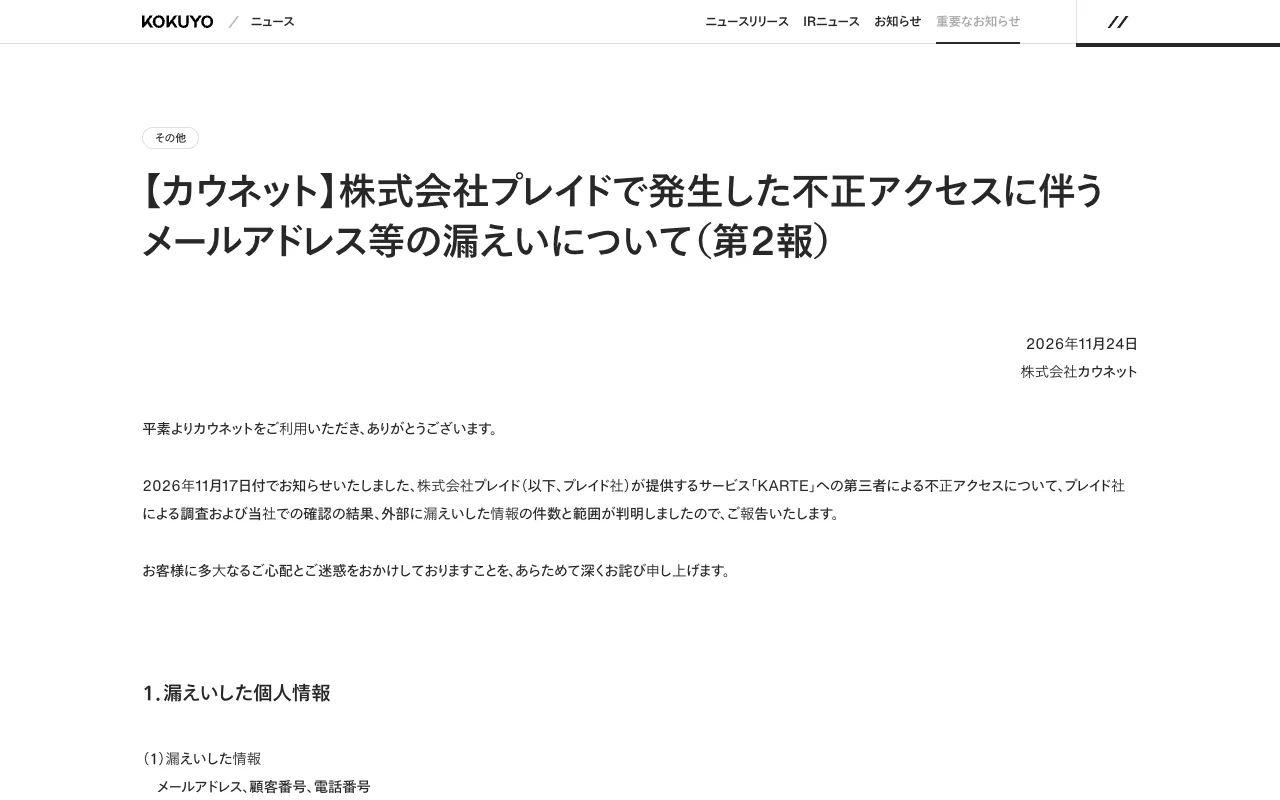 KOKUYO / ニュース
ニュースリリース IRニュース お知らせ 重要なお知らせ
その他
【カウネット】株式会社プレイドで発生した不正アクセスに伴う
メールアドレス等の漏えいについて（第2報）
2026年11月24日
株式会社カウネット
平素よりカウネットをご利用いただき、ありがとうございます。
2026年11月17日付でお知らせいたしました、株式会社プレイド（以下、プレイド社）が提供するサービス「KARTE」への第三者による不正アクセスについて、プレイド社
による調査および当社での確認の結果、外部に漏えいした情報の件数と範囲が判明しましたので、ご報告いたします。
お客様に多大なるご心配とご迷惑をおかけしておりますことを、あらためて深くお詫び申し上げます。
1．漏えいした個人情報
（1）漏えいした情報
メールアドレス、顧客番号、電話番号